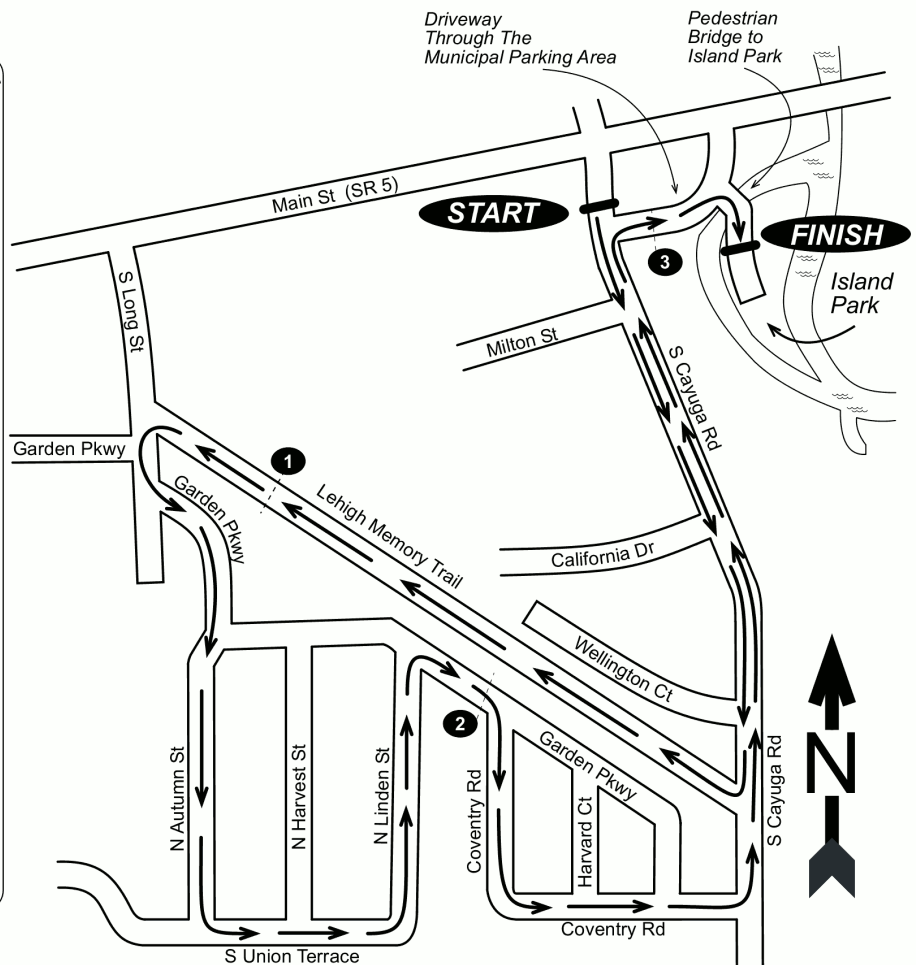 Driveway
Through The
Municipal Parking Area
Pedestrian
Bridge to
Island Park
Main St (SR 5)
START
FINISH
3
Island
Park
S Long St
Milton St
S Cayuga Rd
Garden Pkwy
1
Garden Pkwy
Lehigh Memory Trail
California Dr
Wellington Ct
2
N
N Autumn St
N Harvest St
N Linden St
Coventry Rd
Garden Pkwy
Harvard Ct
S Cayuga Rd
Coventry Rd
S Union Terrace